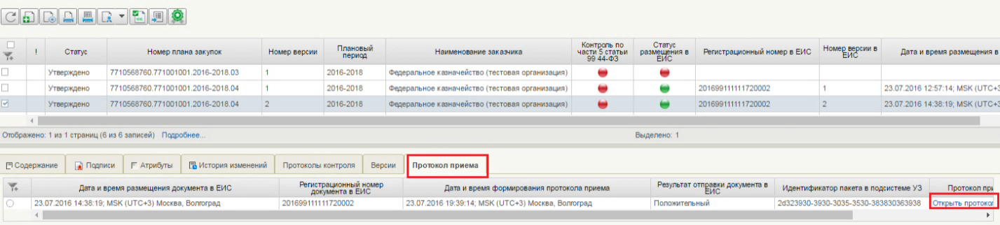 ! Статус Номер плана закупок Номер версии Плановый период Наименование заказчика Контроль по части 5 статьи 99 44-ФЗ Статус размещения в ЕИС Регистрационный номер в ЕИС Номер версии в ЕИС Дата и время размещения в
Утверждено 7710568760.771001001.2016-2018.03 1 2016-2018 Федеральное казначейство (тестовая организация)
Утверждено 7710568760.771001001.2016-2018.04 1 2016-2018 Федеральное казначейство (тестовая организация) 201699111111720002 1 23.07.2016 12:57:14; MSK (UTC+3
Утверждено 7710568760.771001001.2016-2018.04 2 2016-2018 Федеральное казначейство (тестовая организация) 201699111111720002 2 23.07.2016 14:38:19; MSK (UTC+3
Отображено: 1 из 1 страниц (6 из 6 записей) Подробнее... Выделено: 1
Содержание Подписи Атрибуты История изменений Протоколы контроля Версии Протокол приема
Дата и время размещения документа в ЕИС Регистрационный номер документа в ЕИС Дата и время формирования протокола приема Результат отправки документа в ЕИС Идентификатор пакета в подсистеме УЗ Протокол при
23.07.2016 14:38:19; MSK (UTC+3) Москва, Волгоград 201699111111720002 23.07.2016 19:39:14; MSK (UTC+3) Москва, Волгоград Положительный 2d323930-3930-3035-3530-383830363938 Открыть протокол